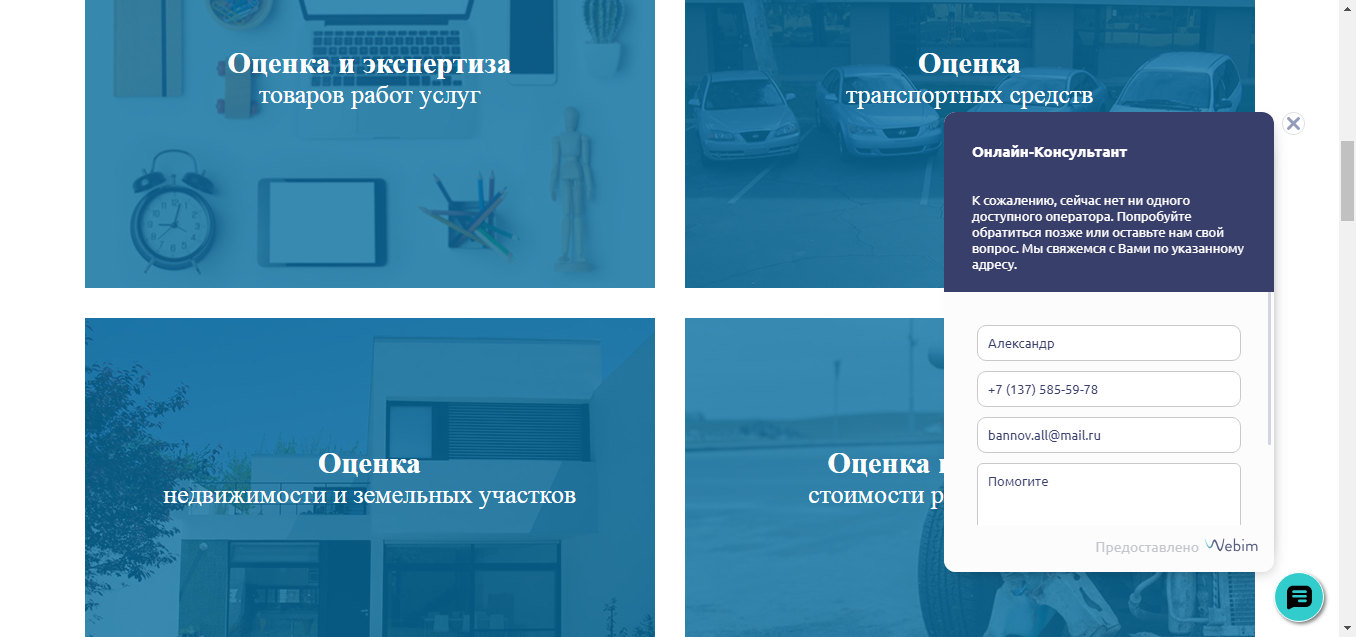 Оценка и экспертиза
товаров работ услуг
Оценка
транспортных средств
Оценка
недвижимости и земельных участков
Оценка
стоимости
Онлайн-Консультант
К сожалению, сейчас нет ни одного
доступного оператора. Попробуйте
обратиться позже или оставьте нам свой
вопрос. Мы свяжемся с Вами по указанному
адресу.
Александр
+7 (137) 585-59-78
bannov.all@mail.ru
Помогите
Предоставлено Webim